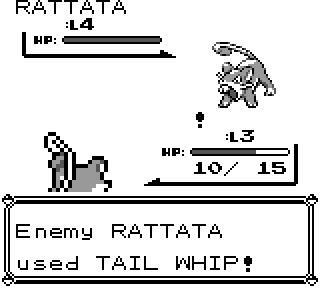 RATTATA
:L4
HP:
!
:L3
HP:
10/ 15
Enemy RATTATA
used TAIL WHIP!